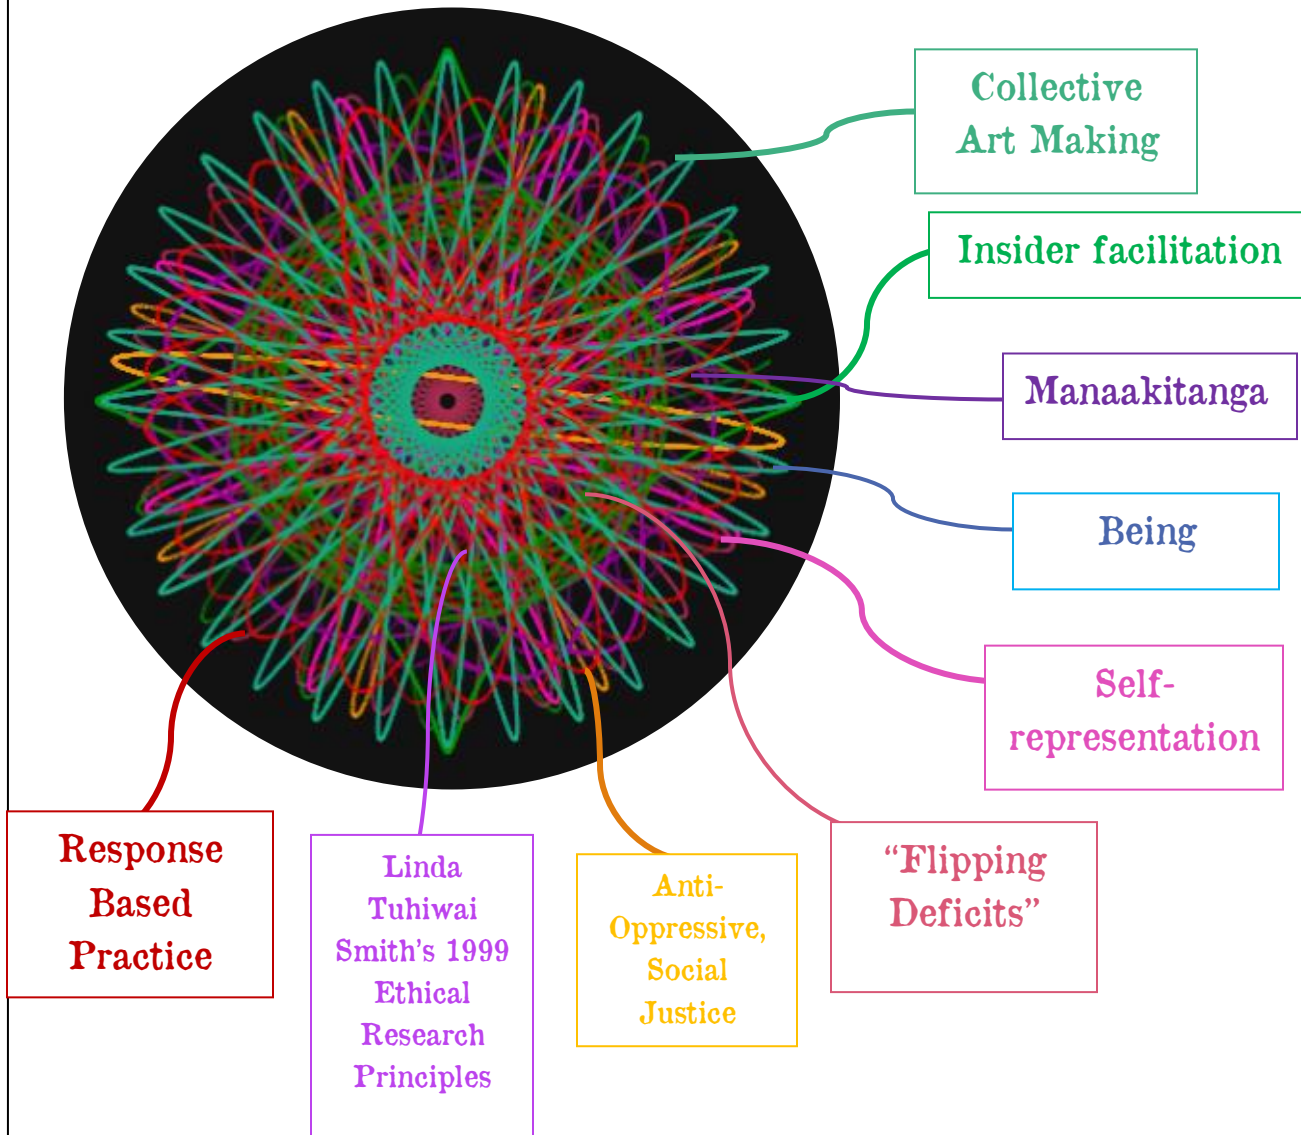 Collective
Art Making
Insider facilitation
Manaakitanga
Being
Self-
representation
“Flipping
Deficits”
Anti-
Oppressive,
Social
Justice
Linda
Tuhiwai
Smith’s 1999
Ethical
Research
Principles
Response
Based
Practice